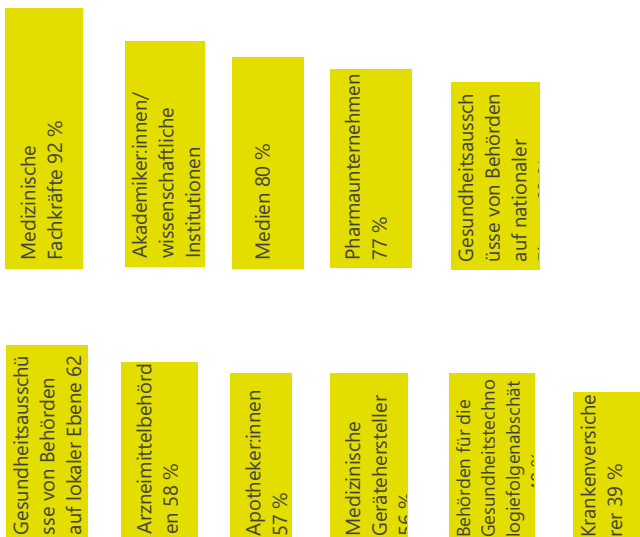 Medizinische
Fachkräfte 92 %
Akademiker:innen/
wissenschaftliche
Institutionen
Medien 80 %
Pharmaunternehmen
77 %
Gesundheitsaussch
üsse von Behörden
auf nationaler
Gesundheitsausschü
sse von Behörden
auf lokaler Ebene 62
Arzneimittelbehörd
en 58 %
Apotheker:innen
57 %
Medizinische
Gerätehersteller
56 %
Behörden für die
Gesundheitstechno
logiefolgenabschät
Krankenversiche
rer 39 %